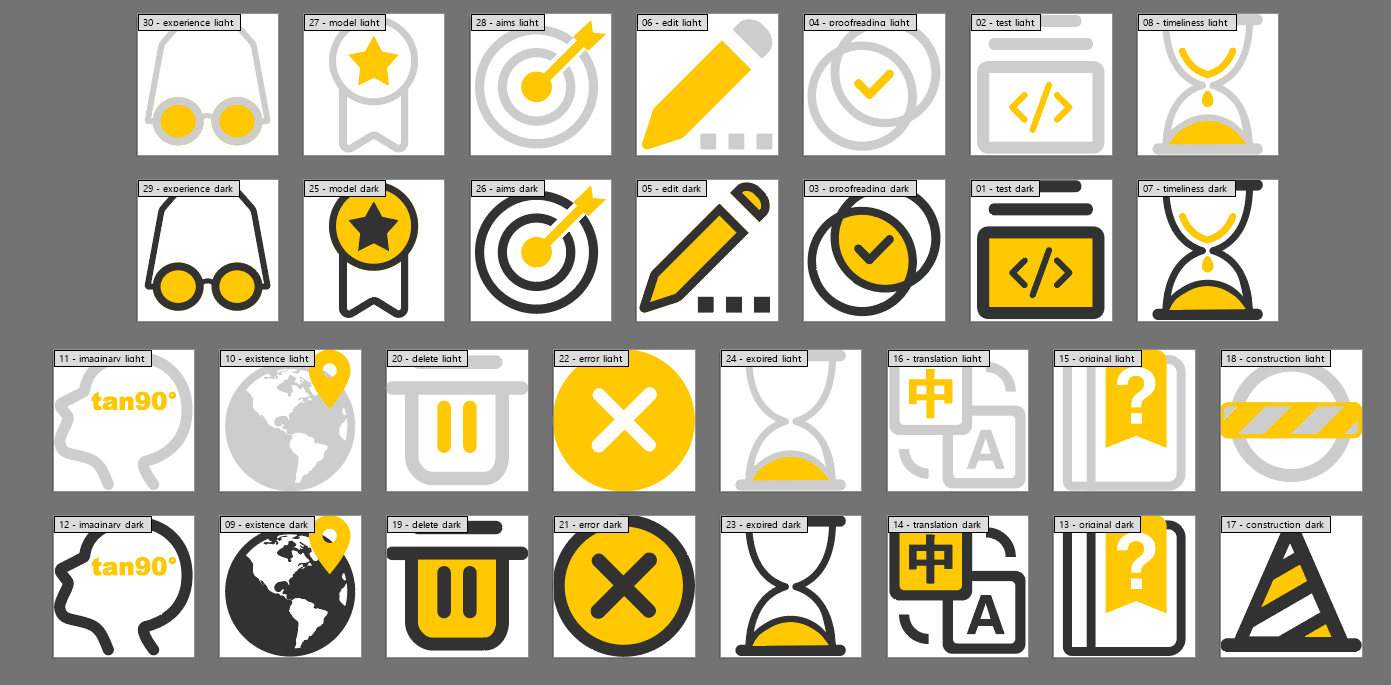 30 - experience light
27 - model light
28 - aims light
06 - edit light
04 - proofreading light
02 - test light
08 - timeliness light
</>
29 - experience dark
25 - model dark
26 - aims dark
05 - edit dark
03 - proofreading dark
01 - test dark
07 - timeliness dark
</>
11 - imaginary light
10 - existence light
20 - delete light
22 - error light
24 - expired light
16 - translation light
15 - original light
18 - construction light
tan90°
中
A
?
12 - imaginary dark
09 - existence dark
19 - delete dark
21 - error dark
23 - expired dark
14 - translation dark
13 - original dark
17 - construction dark
tan90°
中
A
?